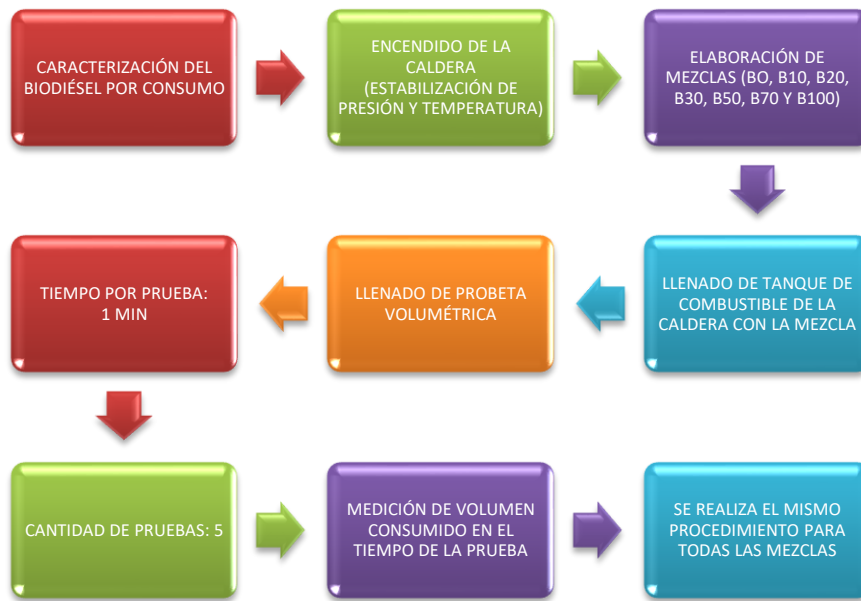 CARACTERIZACIÓN DEL
BIODIÉSEL POR CONSUMO
ENCENDIDO DE LA
CALDERA
(ESTABILIZACIÓN DE
PRESIÓN Y TEMPERATURA)
ELABORACIÓN DE
MEZCLAS (BO, B10, B20,
B30, B50, B70 Y B100)
LLENADO DE TANQUE DE
COMBUSTIBLE DE LA
CALDERA CON LA MEZCLA
LLENADO DE PROBETA
VOLUMÉTRICA
TIEMPO POR PRUEBA:
1 MIN
CANTIDAD DE PRUEBAS: 5
MEDICIÓN DE VOLUMEN
CONSUMIDO EN EL
TIEMPO DE LA PRUEBA
SE REALIZA EL MISMO
PROCEDIMIENTO PARA
TODAS LAS MEZCLAS